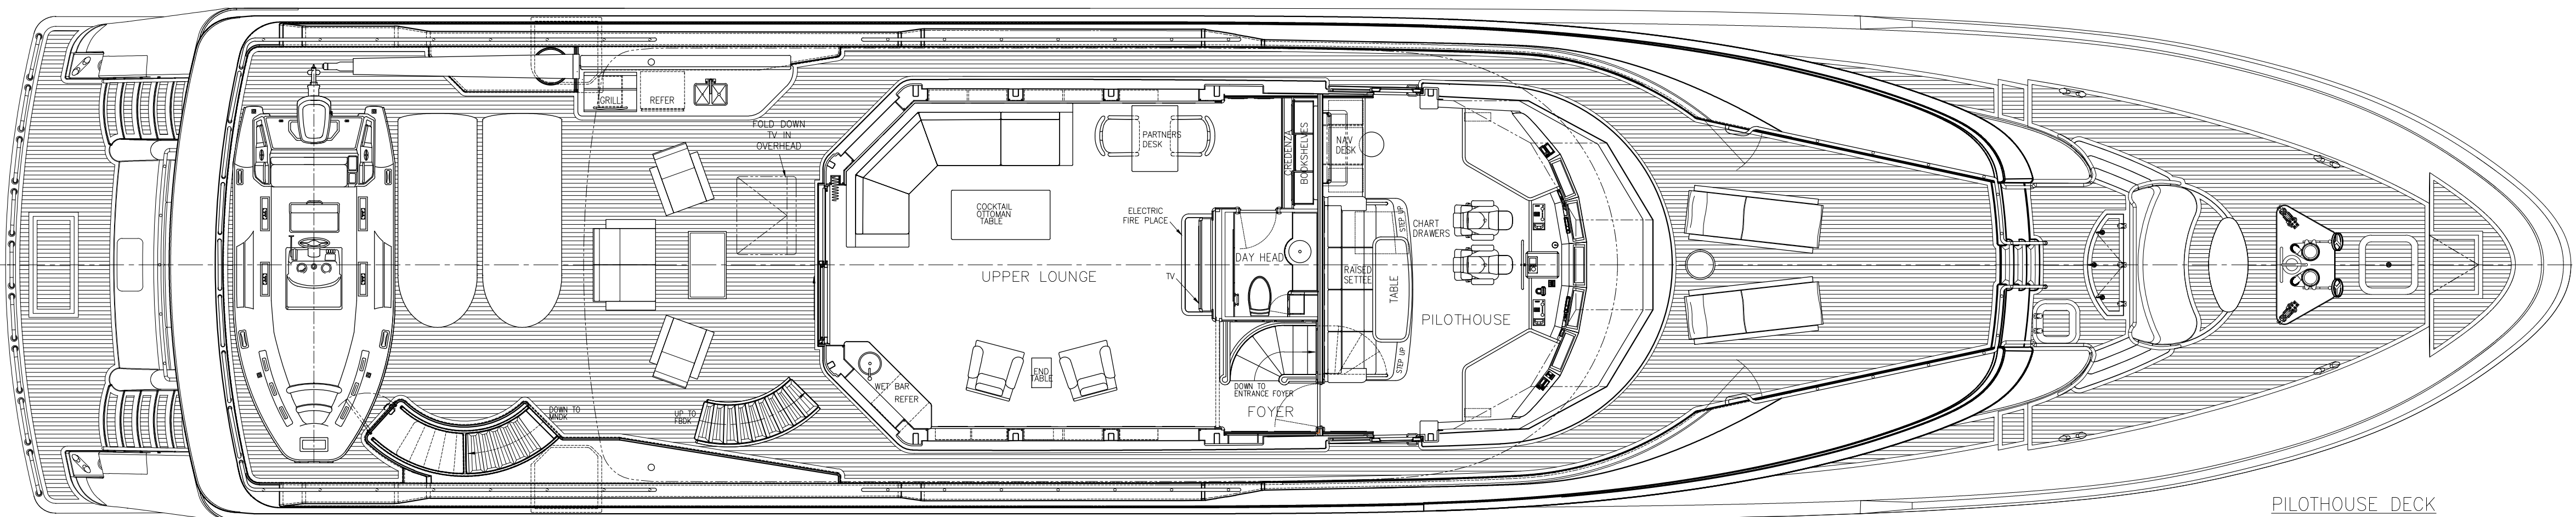 GRILL
REFER
FOLD DOWN
TV IN
OVERHEAD
PARTNERS
DESK
CREDENZA
BOOKSHELVES
NAV
DESK
COCKTAIL
OTTOMAN
TABLE
ELECTRIC
FIRE PLACE
STEP UP
CHART
DRAWERS
DAY HEAD
UPPER LOUNGE
TV
RAISED
SETTEE
TABLE
PILOTHOUSE
STEP UP
END
TABLE
WET BAR
REFER
DOWN TO
ENTRANCE FOYER
FOYER
DOWN TO
MNDK
UP TO
FBDK
PILOTHOUSE DECK